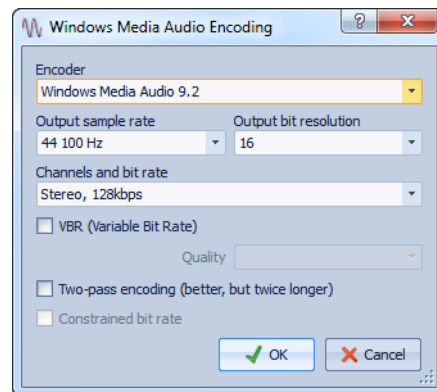 Windows Media Audio Encoding
?
Encoder
Windows Media Audio 9.2
Output sample rate Output bit resolution
44 100 Hz 16
Channels and bit rate
Stereo, 128kbps
VBR (Variable Bit Rate)
Quality
Two-pass encoding (better, but twice longer)
Constrained bit rate
OK Cancel